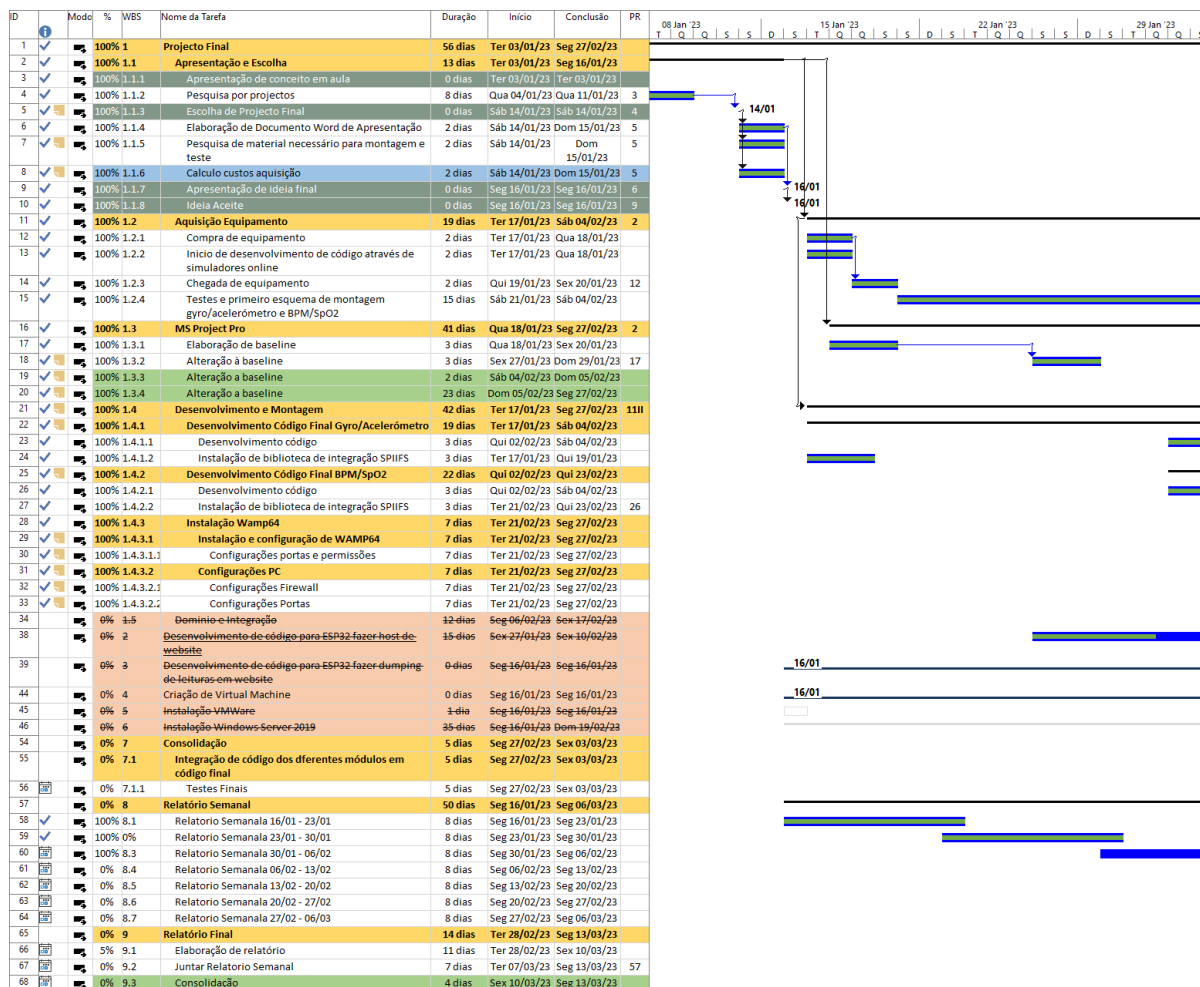 ID Modo % WBS Nome da Tarefa Duração Início Conclusão PR 08 Jan '23 15 Jan '23 22 Jan '23 29 Jan '23
T Q Q S S D S T Q Q S S D S T Q Q S S D S T Q Q S
1 100% 1 Projecto Final 56 dias Ter 03/01/23 Seg 27/02/23
2 100% 1.1 Apresentação e Escolha 13 dias Ter 03/01/23 Seg 16/01/23
3 100% 1.1.1 Apresentação de conceito em aula 0 dias Ter 03/01/23 Ter 03/01/23
4 100% 1.1.2 Pesquisa por projectos 8 dias Qua 04/01/23 Qua 11/01/23 3
5 100% 1.1.3 Escolha de Projecto Final 0 dias Sáb 14/01/23 Sáb 14/01/23 4 14/01
6 100% 1.1.4 Elaboração de Documento Word de Apresentação 2 dias Sáb 14/01/23 Dom 15/01/23 5
7 100% 1.1.5 Pesquisa de material necessário para montagem e 2 dias Sáb 14/01/23 Dom 5
teste 15/01/23
8 100% 1.1.6 Calculo custos aquisição 2 dias Sáb 14/01/23 Dom 15/01/23 5
9 100% 1.1.7 Apresentação de ideia final 0 dias Seg 16/01/23 Seg 16/01/23 6 16/01
10 100% 1.1.8 Ideia Aceite 0 dias Seg 16/01/23 Seg 16/01/23 9 16/01
11 100% 1.2 Aquisição Equipamento 19 dias Ter 17/01/23 Sáb 04/02/23 2
12 100% 1.2.1 Compra de equipamento 2 dias Ter 17/01/23 Qua 18/01/23
13 100% 1.2.2 Inicio de desenvolvimento de código através de 2 dias Ter 17/01/23 Qua 18/01/23
simuladores online
14 100% 1.2.3 Chegada de equipamento 2 dias Qui 19/01/23 Sex 20/01/23 12
15 100% 1.2.4 Testes e primeiro esquema de montagem 15 dias Sáb 21/01/23 Sáb 04/02/23
gyro/acelerómetro e BPM/SpO2
16 100% 1.3 MS Project Pro 41 dias Qua 18/01/23 Seg 27/02/23 2
17 100% 1.3.1 Elaboração de baseline 3 dias Qua 18/01/23 Sex 20/01/23
18 100% 1.3.2 Alteração à baseline 3 dias Sex 27/01/23 Dom 29/01/23 17
19 100% 1.3.3 Alteração a baseline 2 dias Sáb 04/02/23 Dom 05/02/23
20 100% 1.3.4 Alteração a baseline 23 dias Dom 05/02/23 Seg 27/02/23
21 100% 1.4 Desenvolvimento e Montagem 42 dias Ter 17/01/23 Seg 27/02/23 11II
22 100% 1.4.1 Desenvolvimento Código Final Gyro/Acelerómetro 19 dias Ter 17/01/23 Sáb 04/02/23
23 100% 1.4.1.1 Desenvolvimento código 3 dias Qui 02/02/23 Sáb 04/02/23
24 100% 1.4.1.2 Instalação de biblioteca de integração SPIIFS 3 dias Ter 17/01/23 Qui 19/01/23
25 100% 1.4.2 Desenvolvimento Código Final BPM/SpO2 22 dias Qui 02/02/23 Qui 23/02/23
26 100% 1.4.2.1 Desenvolvimento código 3 dias Qui 02/02/23 Sáb 04/02/23
27 100% 1.4.2.2 Instalação de biblioteca de integração SPIIFS 3 dias Ter 21/02/23 Qui 23/02/23 26
28 100% 1.4.3 Instalação Wamp64 7 dias Ter 21/02/23 Seg 27/02/23
29 100% 1.4.3.1 Instalação e configuração de WAMP64 7 dias Ter 21/02/23 Seg 27/02/23
30 100% 1.4.3.1.1 Configurações portas e permissões 7 dias Ter 21/02/23 Seg 27/02/23
31 100% 1.4.3.2 Configurações PC 7 dias Ter 21/02/23 Seg 27/02/23
32 100% 1.4.3.2.1 Configurações Firewall 7 dias Ter 21/02/23 Seg 27/02/23
33 100% 1.4.3.2.2 Configurações Portas 7 dias Ter 21/02/23 Seg 27/02/23
34 0% 1.5 Dominio e Integração 12 dias Seg 06/02/23 Sex 17/02/23
38 0% 2 Desenvolvimento de código para ESP32 fazer host de 15 dias Sex 27/01/23 Sex 10/02/23
website
39 0% 3 Desenvolvimento de código para ESP32 fazer dumping 0 dias Seg 16/01/23 Seg 16/01/23 16/01
de leituras em website
44 0% 4 Criação de Virtual Machine 0 dias Seg 16/01/23 Seg 16/01/23 16/01
45 0% 5 Instalação VMWare 1 dia Seg 16/01/23 Seg 16/01/23
46 0% 6 Instalação Windows Server 2019 35 dias Seg 16/01/23 Dom 19/02/23
54 0% 7 Consolidação 5 dias Seg 27/02/23 Sex 03/03/23
55 0% 7.1 Integração de código dos dferentes módulos em 5 dias Seg 27/02/23 Sex 03/03/23
código final
56 0% 7.1.1 Testes Finais 5 dias Seg 27/02/23 Sex 03/03/23
57 0% 8 Relatório Semanal 50 dias Seg 16/01/23 Seg 06/03/23
58 100% 8.1 Relatorio Semanala 16/01 - 23/01 8 dias Seg 16/01/23 Seg 23/01/23
59 100% 0% Relatorio Semanala 23/01 - 30/01 8 dias Seg 23/01/23 Seg 30/01/23
60 100% 8.3 Relatorio Semanala 30/01 - 06/02 8 dias Seg 30/01/23 Seg 06/02/23
61 0% 8.4 Relatorio Semanala 06/02 - 13/02 8 dias Seg 06/02/23 Seg 13/02/23
62 0% 8.5 Relatorio Semanala 13/02 - 20/02 8 dias Seg 13/02/23 Seg 20/02/23
63 0% 8.6 Relatorio Semanala 20/02 - 27/02 8 dias Seg 20/02/23 Seg 27/02/23
64 0% 8.7 Relatorio Semanala 27/02 - 06/03 8 dias Seg 27/02/23 Seg 06/03/23
65 0% 9 Relatório Final 14 dias Ter 28/02/23 Seg 13/03/23
66 5% 9.1 Elaboração de relatório 11 dias Ter 28/02/23 Sex 10/03/23
67 0% 9.2 Juntar Relatorio Semanal 7 dias Ter 07/03/23 Seg 13/03/23 57
68 0% 9.3 Consolidação 4 dias Sex 10/03/23 Seg 13/03/23